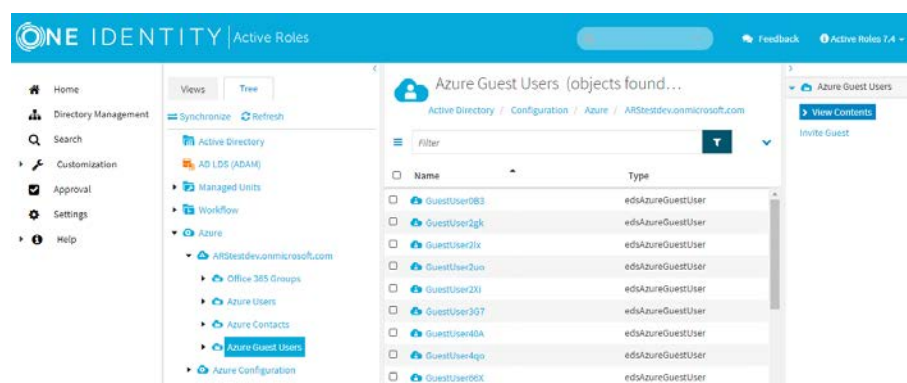 ONE IDENTITY | Active Roles
Feedback
Active Roles 7.4
Home
Directory Management
Search
Customization
Approval
Settings
Help
Views
Tree
Synchronize
Refresh
Active Directory
AD LDS (ADAM)
Managed Units
Workflow
Azure
ARStestdev.onmicrosoft.com
Office 365 Groups
Azure Users
Azure Contacts
Azure Guest Users
Azure Configuration
Azure Guest Users (objects found...
Active Directory / Configuration / Azure / ARStestdev.onmicrosoft.com
Filter
Name Type
GuestUser0B3 edsAzureGuestUser
GuestUser2gk edsAzureGuestUser
edsAzureGuestUser
GuestUser2uo edsAzureGuestUser
edsAzureGuestUser
GuestUser3G7 edsAzureGuestUser
GuestUser40A edsAzureGuestUser
GuestUser4qo edsAzureGuestUser
edsAzureGuestUser
Azure Guest Users
View Contents
Invite Guest